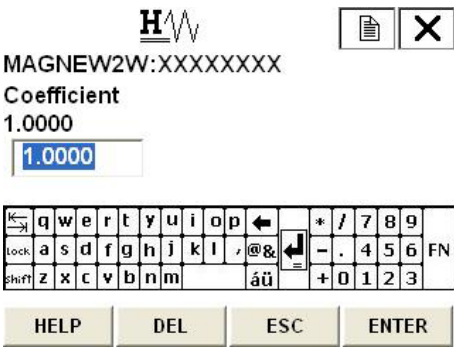 H
MAGNEW2W:XXXXXXXX
Coefficient
1.0000
1.0000
q w e r t y u i o p * / 7 8 9
Lock a s d f g h j k l , @& - . 4 5 6 FN
shift z x c v b n m áü = + 0 1 2 3
HELP DEL ESC ENTER